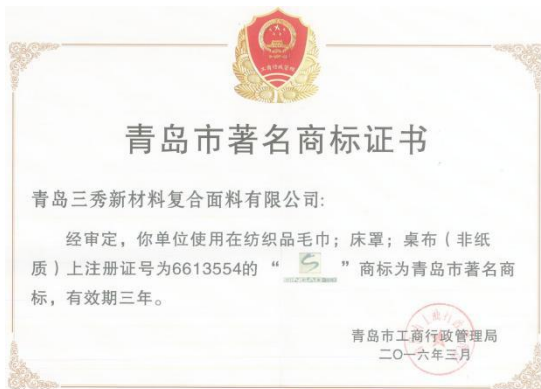 青岛市著名商标证书
青岛三秀新材料复合面料有限公司:
经审定，你单位使用在纺织品毛巾；床罩；桌布（非纸
质）上注册证号为6613554的“ ”商标为青岛市著名商
标，有效期三年。
青岛市工商行政管理局
二〇一六年三月